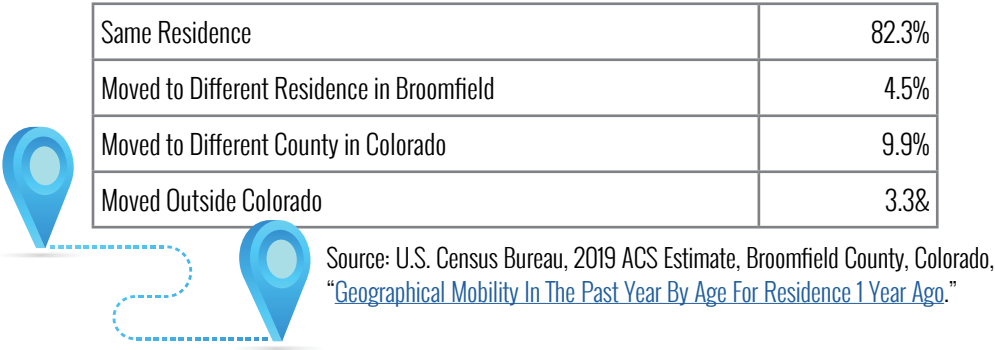 Same Residence 82.3%
Moved to Different Residence in Broomfield 4.5%
Moved to Different County in Colorado 9.9%
Moved Outside Colorado 3.3&
Source: U.S. Census Bureau, 2019 ACS Estimate, Broomfield County, Colorado,
“Geographical Mobility In The Past Year By Age For Residence 1 Year Ago.”